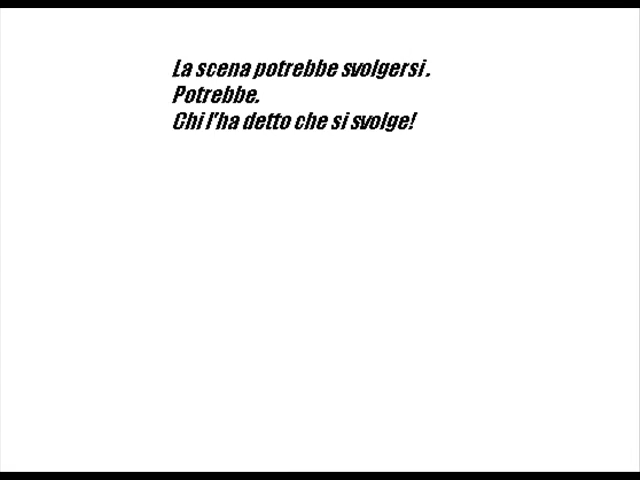 La scena potrebbe svolgersi.
Potrebbe.
Chi l'ha detto che si svolge!